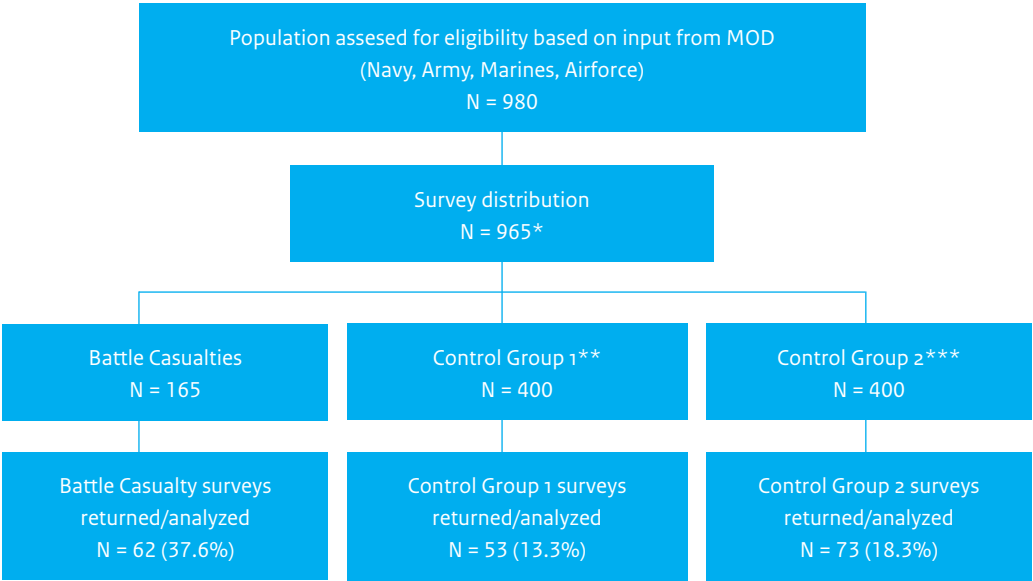 Population assesed for eligibility based on input from MOD
(Navy, Army, Marines, Airforce)
N = 980
Survey distribution
N = 965*
Battle Casualties
N = 165
Control Group 1**
N = 400
Control Group 2***
N = 400
Battle Casualty surveys
returned/analyzed
N = 62 (37.6%)
Control Group 1 surveys
returned/analyzed
N = 53 (13.3%)
Control Group 2 surveys
returned/analyzed
N = 73 (18.3%)